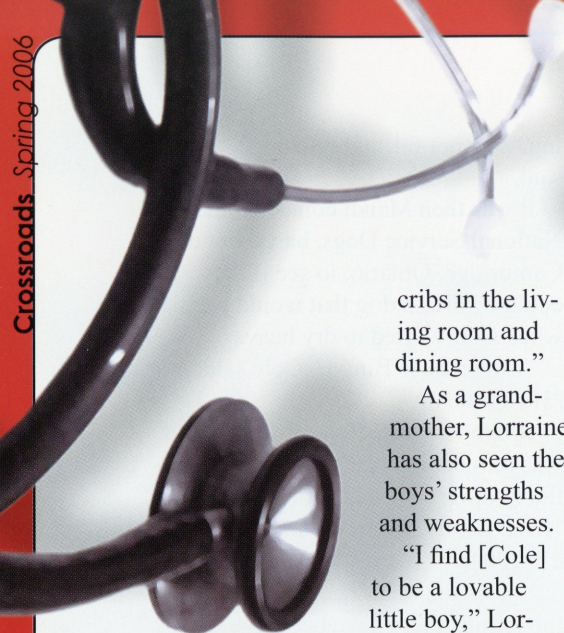 Crossroads Spring 2006
cribs in the liv-
ing room and
dining room.”
As a grand-
mother, Lorraine
has also seen the
boys’ strengths
and weaknesses.
“I find [Cole]
to be a lovable
little boy,” Lor-